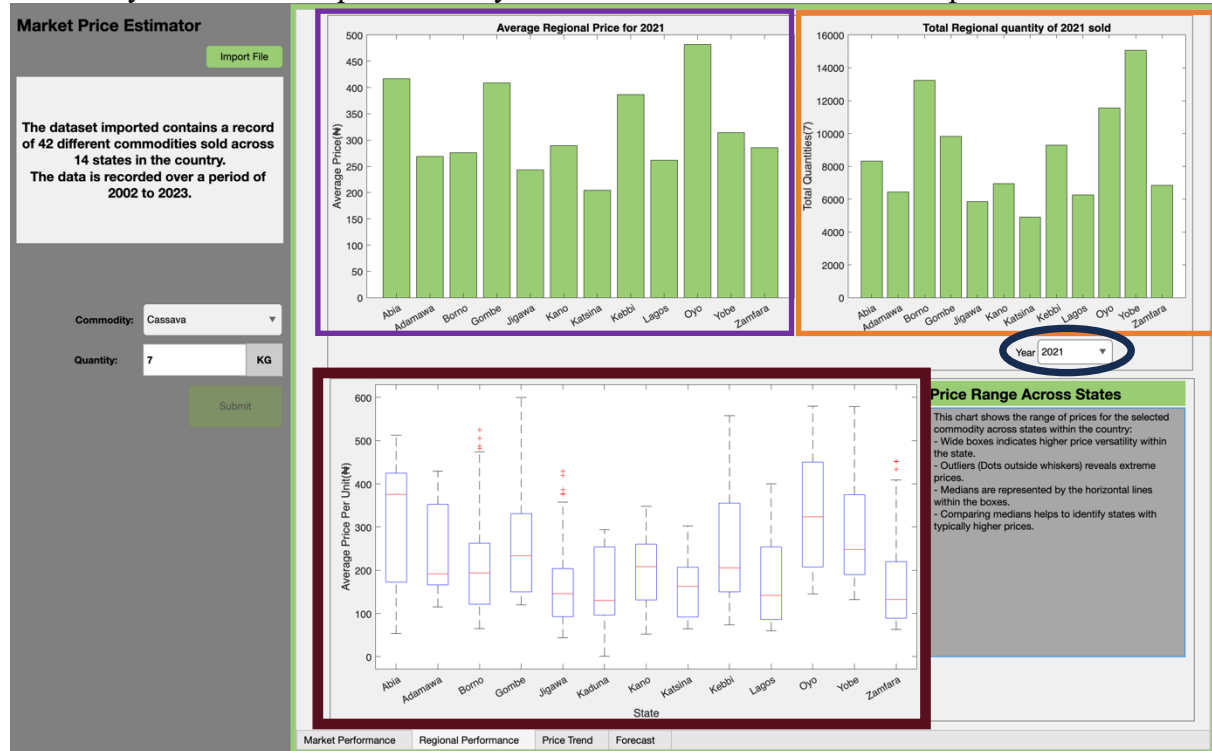 Market Price Estimator
Import File
The dataset imported contains a record
of 42 different commodities sold across
14 states in the country.
The data is recorded over a period of
2002 to 2023.
Commodity:
Cassava
Quantity:
7
KG
Submit
Average Regional Price for 2021
500
450
400
350
300
250
200
150
100
50
0
Average Price(₦)
Abia
Adamawa
Borno
Gombe
Jigawa
Kano
Katsina
Kebbi
Lagos
Oyo
Yobe
Zamfara
Total Regional quantity of 2021 sold
16000
14000
12000
10000
8000
6000
4000
2000
0
Total Quantities(7)
Abia
Adamawa
Borno
Gombe
Jigawa
Kano
Katsina
Kebbi
Lagos
Oyo
Yobe
Zamfara
Year
2021
600
500
400
300
200
100
0
Average Price Per Unit(₦)
Abia
Adamawa
Borno
Gombe
Jigawa
Kaduna
Kano
Katsina
Kebbi
Lagos
Oyo
Yobe
Zamfara
State
Price Range Across States
This chart shows the range of prices for the selected
commodity across states within the country:
- Wide boxes indicates higher price versatility within
the state.
- Outliers (Dots outside whiskers) reveals extreme
prices.
- Medians are represented by the horizontal lines
within the boxes.
- Comparing medians helps to identify states with
typically higher prices.
Market Performance
Regional Performance
Price Trend
Forecast